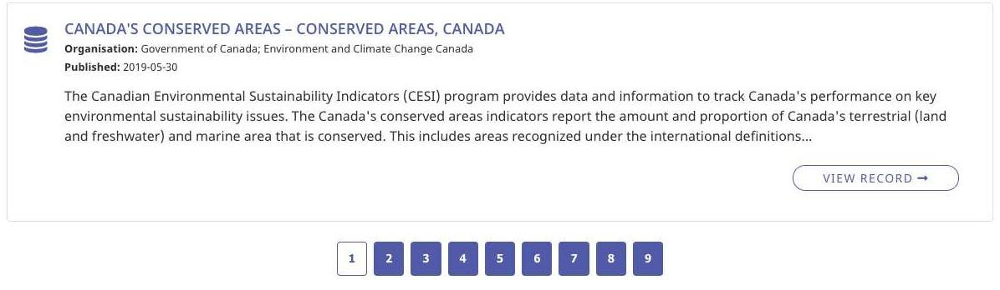 CANADA'S CONSERVED AREAS – CONSERVED AREAS, CANADA
Organisation: Government of Canada; Environment and Climate Change Canada
Published: 2019-05-30
The Canadian Environmental Sustainability Indicators (CESI) program provides data and information to track Canada's performance on key
environmental sustainability issues. The Canada's conserved areas indicators report the amount and proportion of Canada's terrestrial (land
and freshwater) and marine area that is conserved. This includes areas recognized under the international definitions...
VIEW RECORD ➞
1 2 3 4 5 6 7 8 9